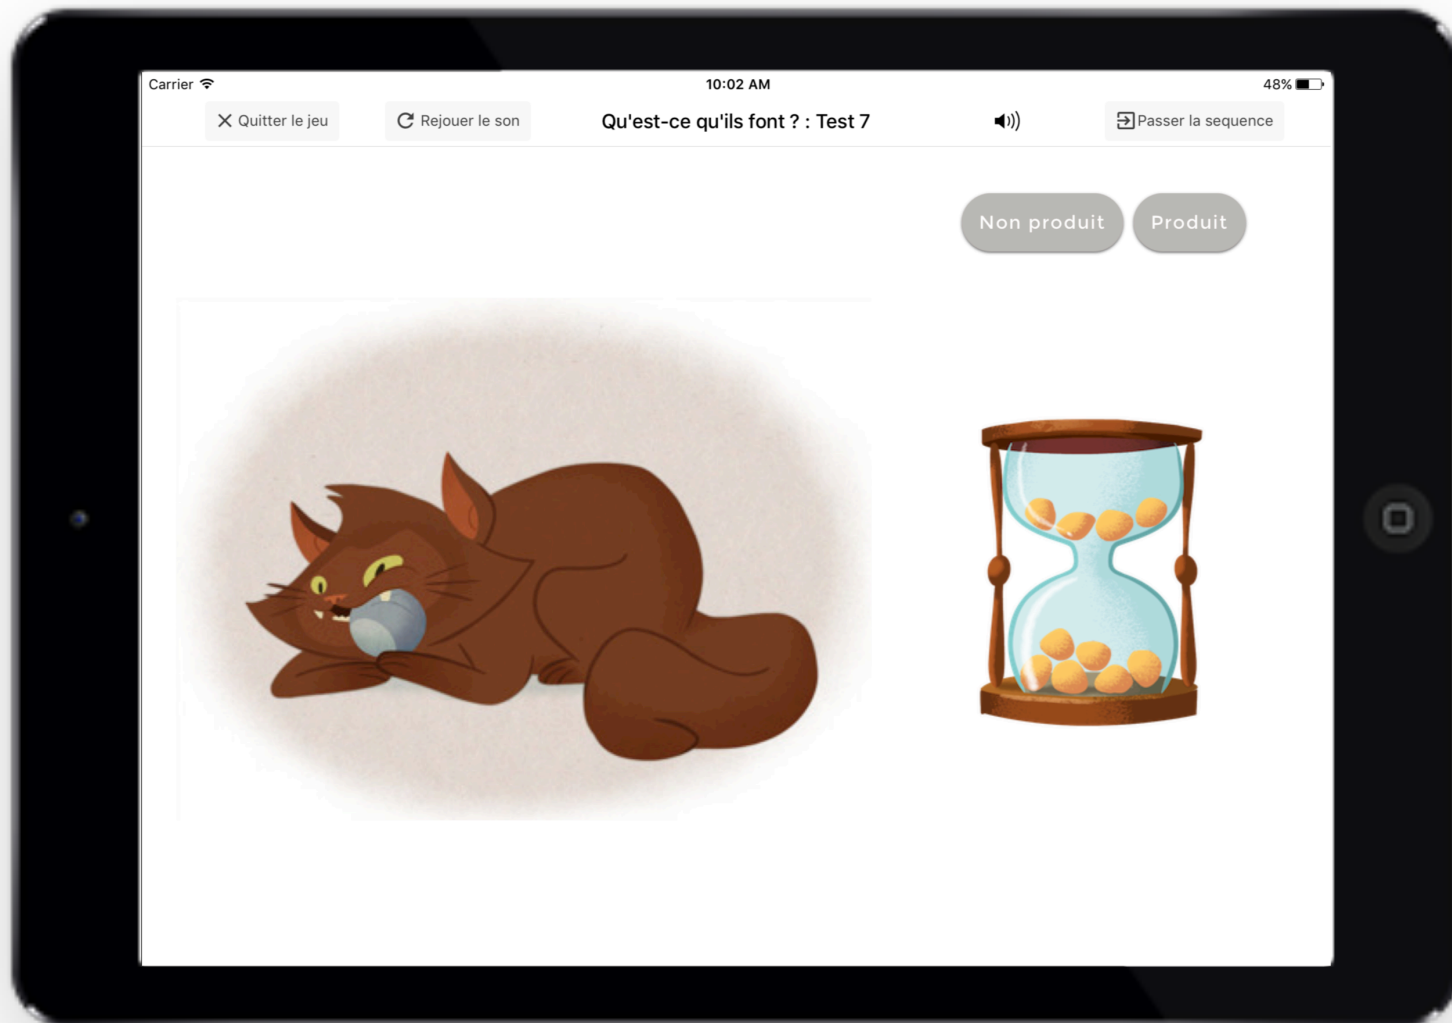 Carrier
10:02 AM
48%
Quitter le jeu
Rejouer le son
Qu'est-ce qu'ils font ? : Test 7
Passer la sequence
Non produit
Produit